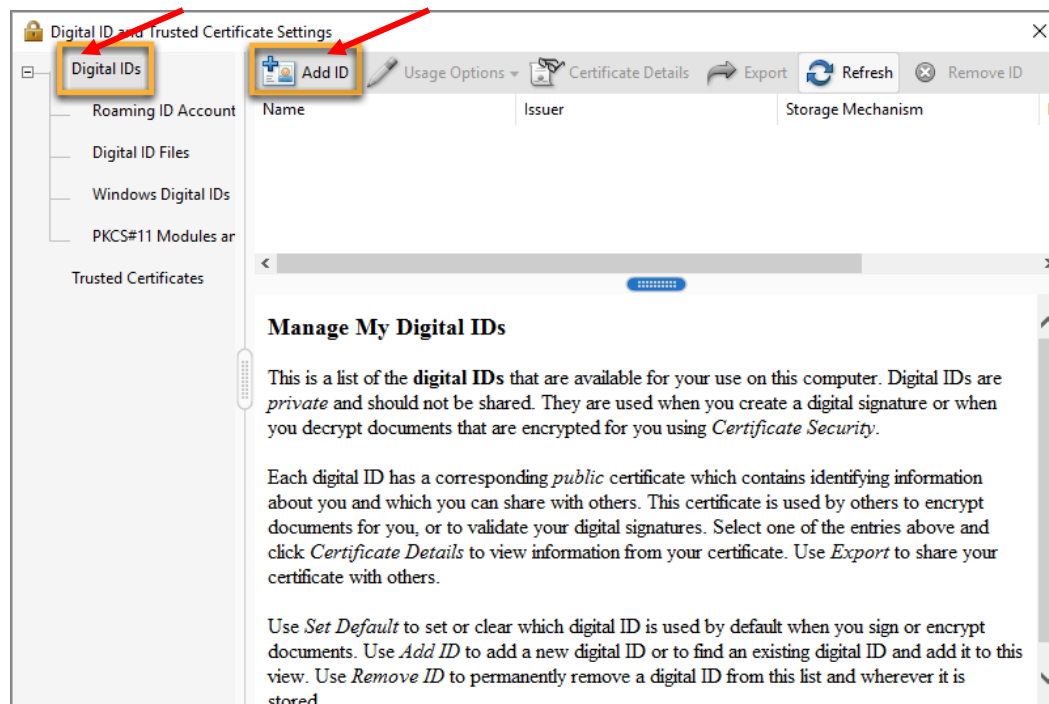 Digital ID and Trusted Certificate Settings
Digital IDs
Add ID
Usage Options
Certificate Details
Export
Refresh
Remove ID
Roaming ID Account
Digital ID Files
Windows Digital IDs
PKCS#11 Modules an
Trusted Certificates
Name
Issuer
Storage Mechanism
Manage My Digital IDs
This is a list of the digital IDs that are available for your use on this computer. Digital IDs are
private and should not be shared. They are used when you create a digital signature or when
you decrypt documents that are encrypted for you using Certificate Security.
Each digital ID has a corresponding public certificate which contains identifying information
about you and which you can share with others. This certificate is used by others to encrypt
documents for you, or to validate your digital signatures. Select one of the entries above and
click Certificate Details to view information from your certificate. Use Export to share your
certificate with others.
Use Set Default to set or clear which digital ID is used by default when you sign or encrypt
documents. Use Add ID to add a new digital ID or to find an existing digital ID and add it to this
view. Use Remove ID to permanently remove a digital ID from this list and wherever it is
stored.